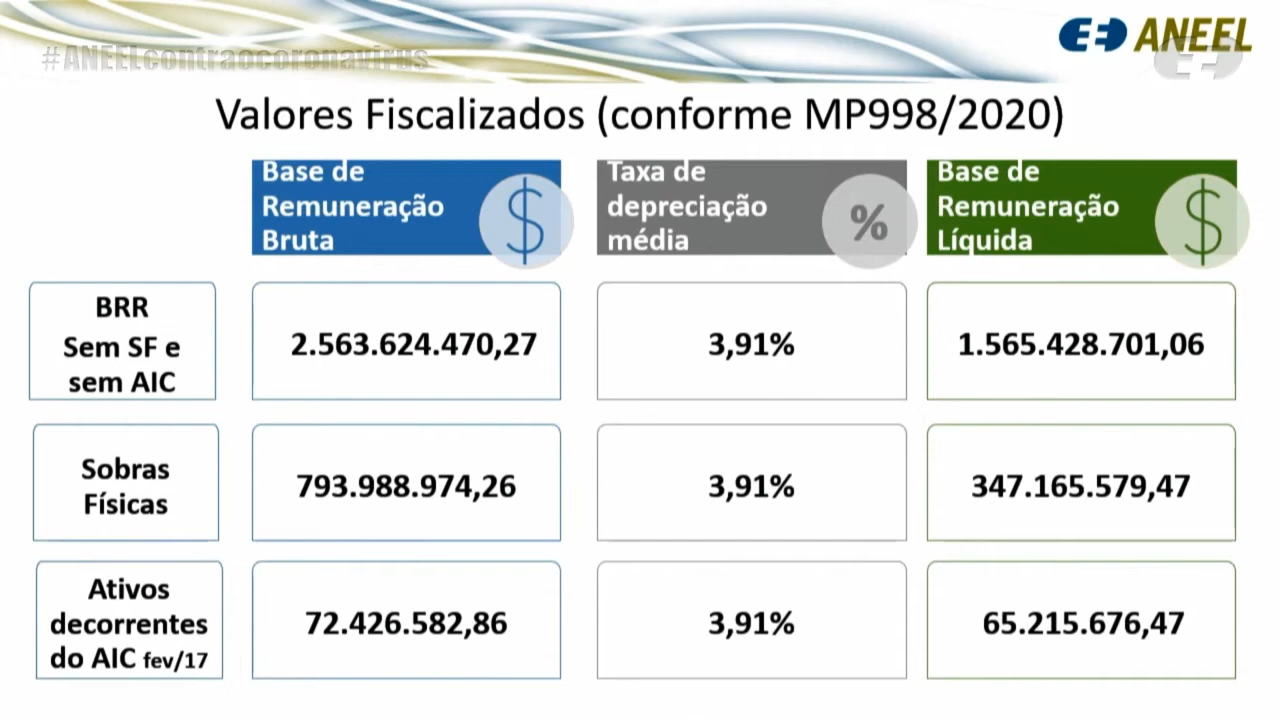 #ANEELcontraocoronavirus
ANEEL
Valores Fiscalizados (conforme MP998/2020)
Base de
Remuneração
Bruta
$
Taxa de
depreciação
média
%
Base de
Remuneração
Líquida
$
BRR
Sem SF e
sem AIC
2.563.624.470,27
3,91%
1.565.428.701,06
Sobras
Físicas
793.988.974,26
3,91%
347.165.579,47
Ativos
decorrentes
do AIC fev/17
72.426.582,86
3,91%
65.215.676,47